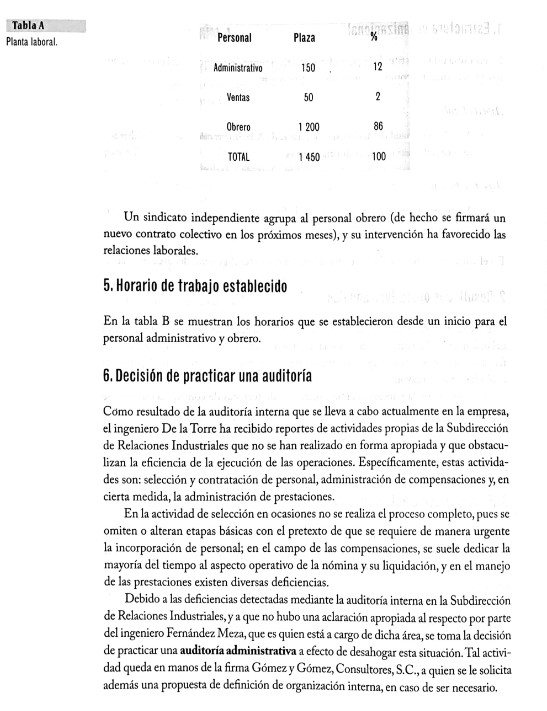 Tabla A
Planta laboral.
Personal Plaza %
Administrativo 150 12
Ventas 50 2
Obrero 1 200 86
TOTAL 1 450 100
Un sindicato independiente agrupa al personal obrero (de hecho se firmará un
nuevo contrato colectivo en los próximos meses), y su intervención ha favorecido las
relaciones laborales.
5. Horario de trabajo establecido
En la tabla B se muestran los horarios que se establecieron desde un inicio para el
personal administrativo y obrero.
6. Decisión de practicar una auditoría
Como resultado de la auditoría interna que se lleva a cabo actualmente en la empresa,
el ingeniero De la Torre ha recibido reportes de actividades propias de la Subdirección
de Relaciones Industriales que no se han realizado en forma apropiada y que obstacu-
lizan la eficiencia de la ejecución de las operaciones. Específicamente, estas activida-
des son: selección y contratación de personal, administración de compensaciones y, en
cierta medida, la administración de prestaciones.
En la actividad de selección en ocasiones no se realiza el proceso completo, pues se
omiten o alteran etapas básicas con el pretexto de que se requiere de manera urgente
la incorporación de personal; en el campo de las compensaciones, se suele dedicar la
mayoría del tiempo al aspecto operativo de la nómina y su liquidación, y en el manejo
de las prestaciones existen diversas deficiencias.
Debido a las deficiencias detectadas mediante la auditoría interna en la Subdirección
de Relaciones Industriales, y a que no hubo una aclaración apropiada al respecto por parte
del ingeniero Fernández Meza, que es quien está a cargo de dicha área, se toma la decisión
de practicar una auditoría administrativa a efecto de desahogar esta situación. Tal activi-
dad queda en manos de la firma Gómez y Gómez, Consultores, S.C., a quien se le solicita
además una propuesta de definición de organización interna, en caso de ser necesario.